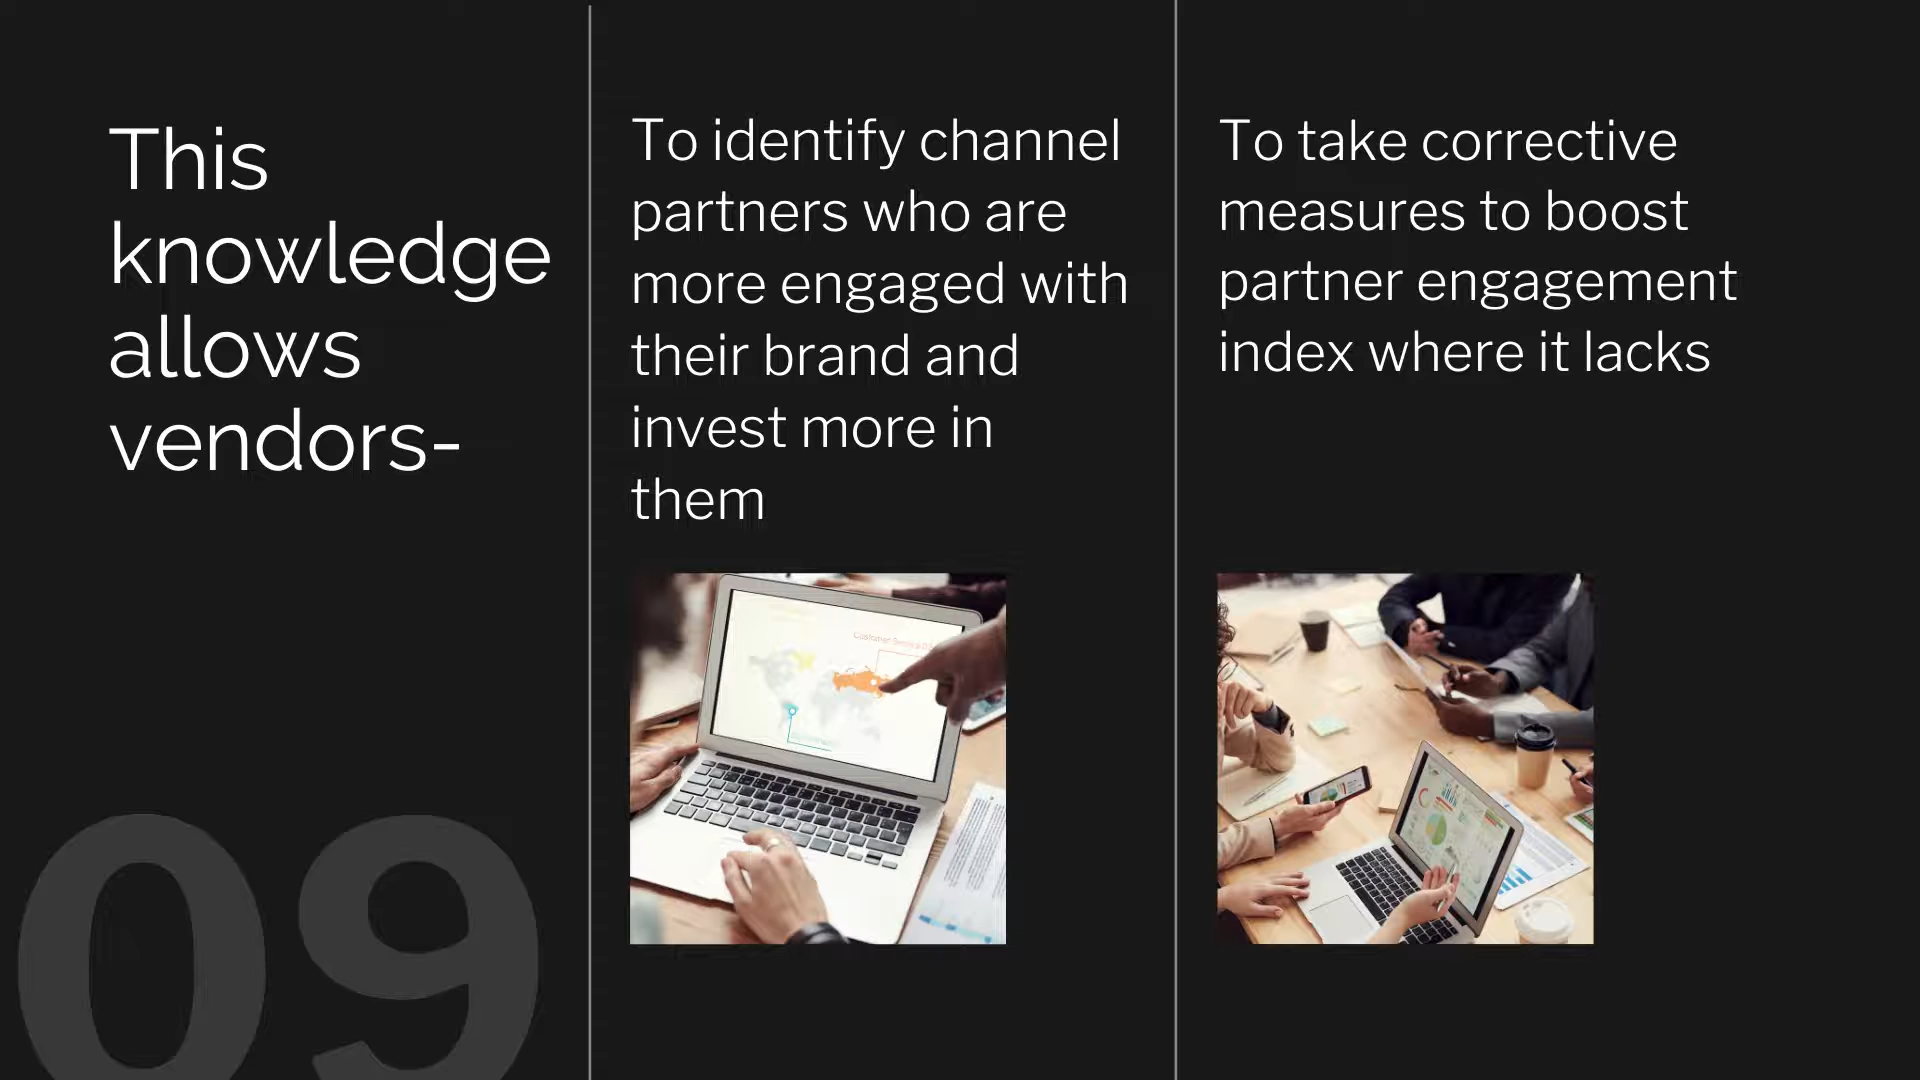 This
knowledge
allows
vendors-
09
To identify channel
partners who are
more engaged with
their brand and
invest more in
them
To take corrective
measures to boost
partner engagement
index where it lacks